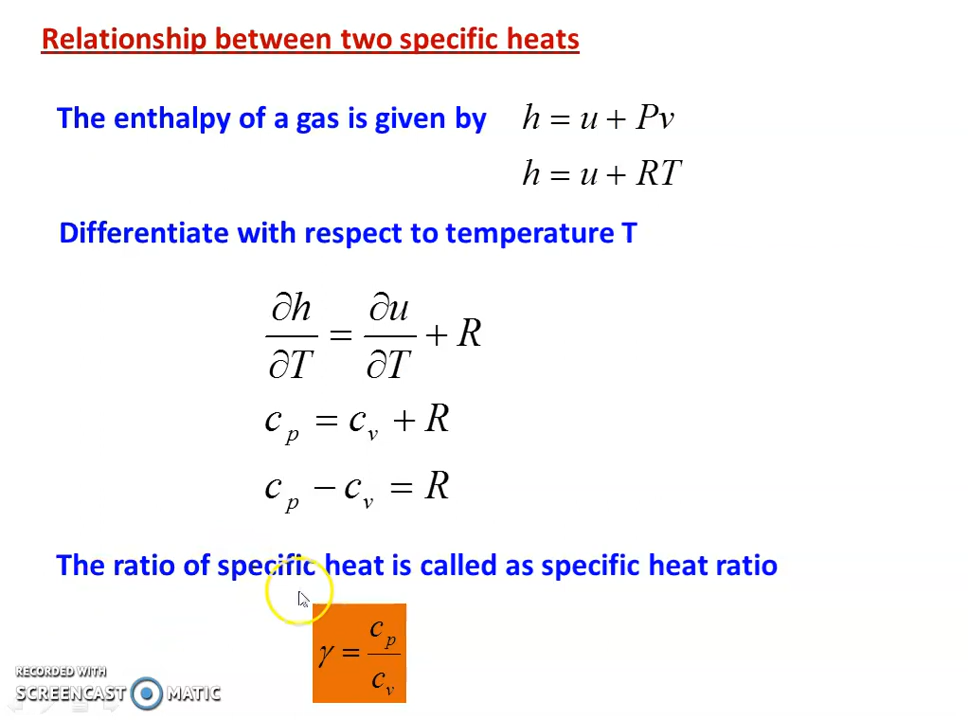 Relationship between two specific heats
The enthalpy of a gas is given by h = u + Pv
h = u + RT
Differentiate with respect to temperature T
∂h/∂T = ∂u/∂T + R
c_p = c_v + R
c_p − c_v = R
The ratio of specific heat is called as specific heat ratio
γ = c_p/c_v
RECORDED WITH
SCREENCAST MATIC